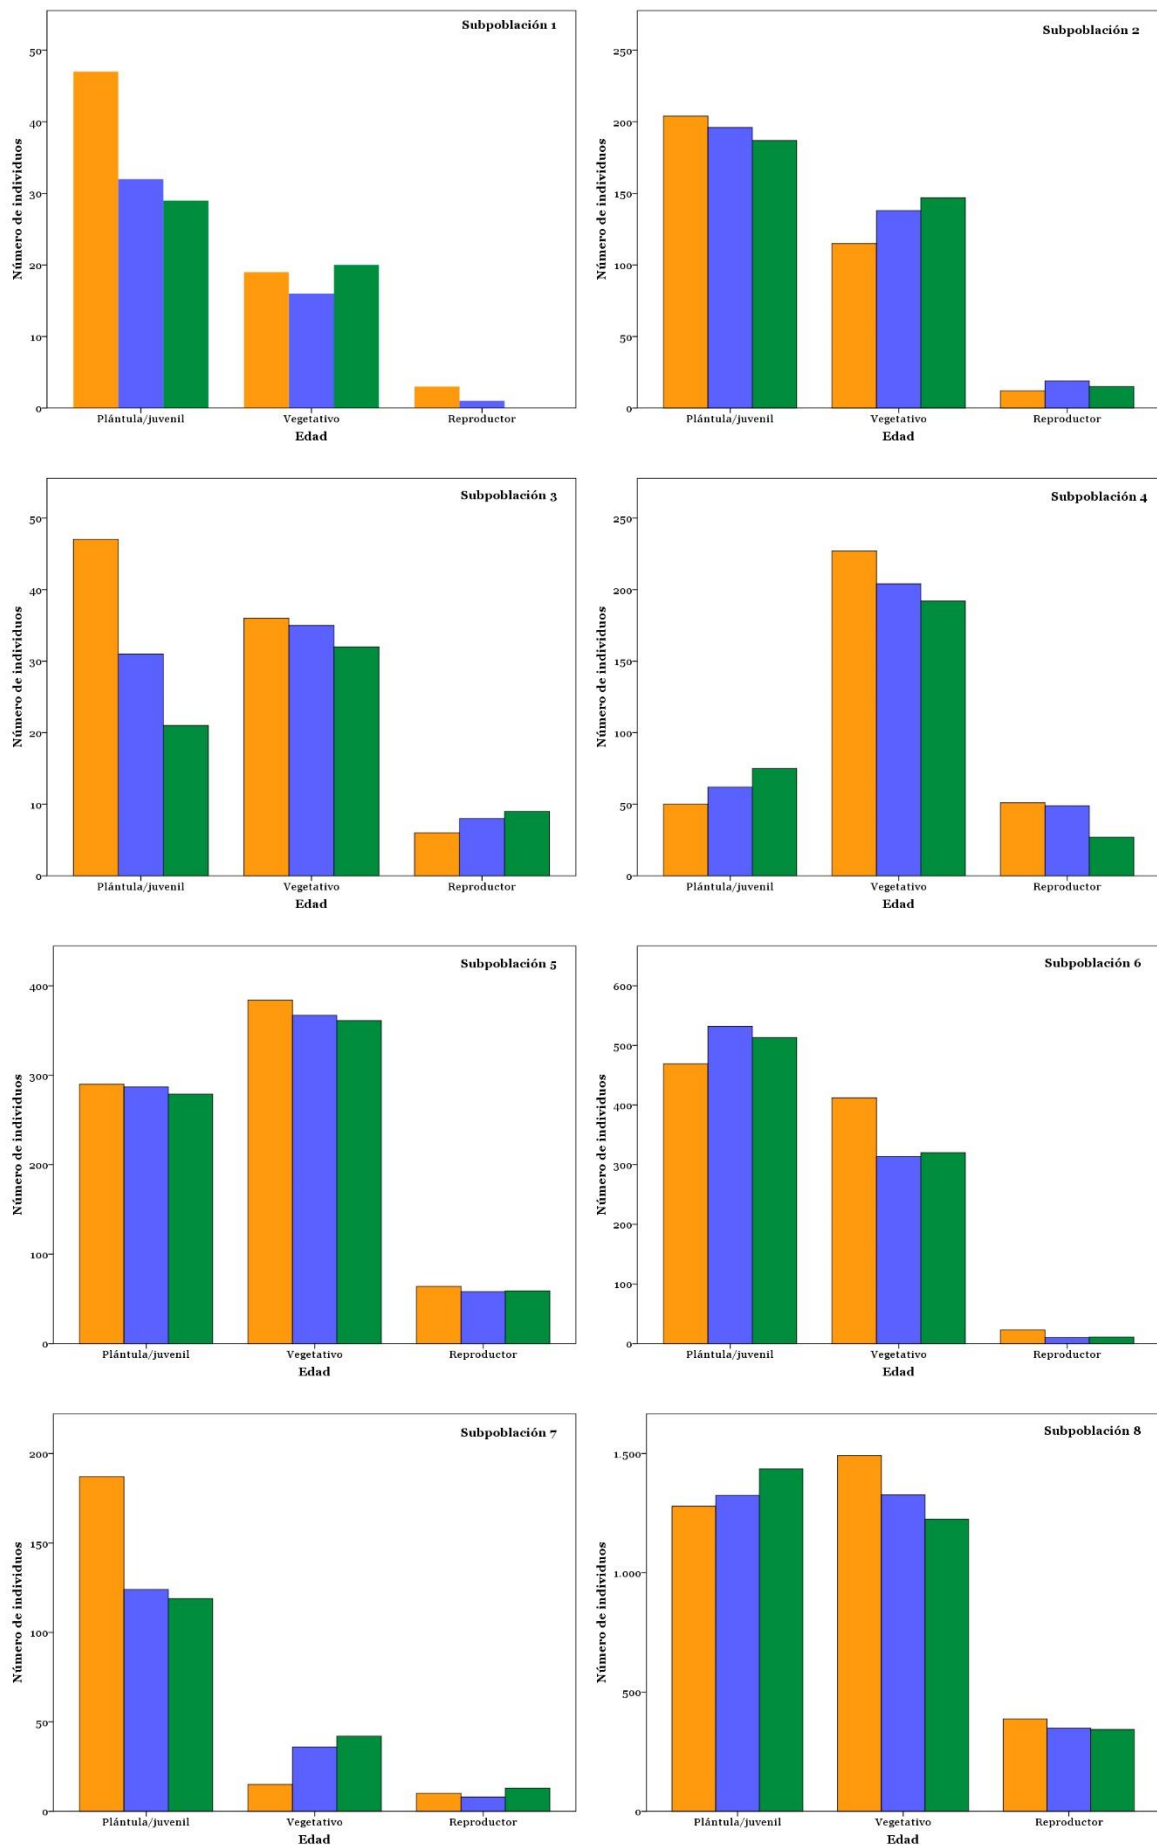 Subpoblación 1
Número de individuos
50
40
30
20
10
0
Plántula/juvenil Vegetativo Reproductor
Edad
Subpoblación 2
Número de individuos
250
200
150
100
50
0
Plántula/juvenil Vegetativo Reproductor
Edad
Subpoblación 3
Número de individuos
50
40
30
20
10
0
Plántula/juvenil Vegetativo Reproductor
Edad
Subpoblación 4
Número de individuos
250
200
150
100
50
0
Plántula/juvenil Vegetativo Reproductor
Edad
Subpoblación 5
Número de individuos
400
300
200
100
0
Plántula/juvenil Vegetativo Reproductor
Edad
Subpoblación 6
Número de individuos
600
500
400
300
200
100
0
Plántula/juvenil Vegetativo Reproductor
Edad
Subpoblación 7
Número de individuos
200
150
100
50
0
Plántula/juvenil Vegetativo Reproductor
Edad
Subpoblación 8
Número de individuos
1.500
1.000
500
0
Plántula/juvenil Vegetativo Reproductor
Edad